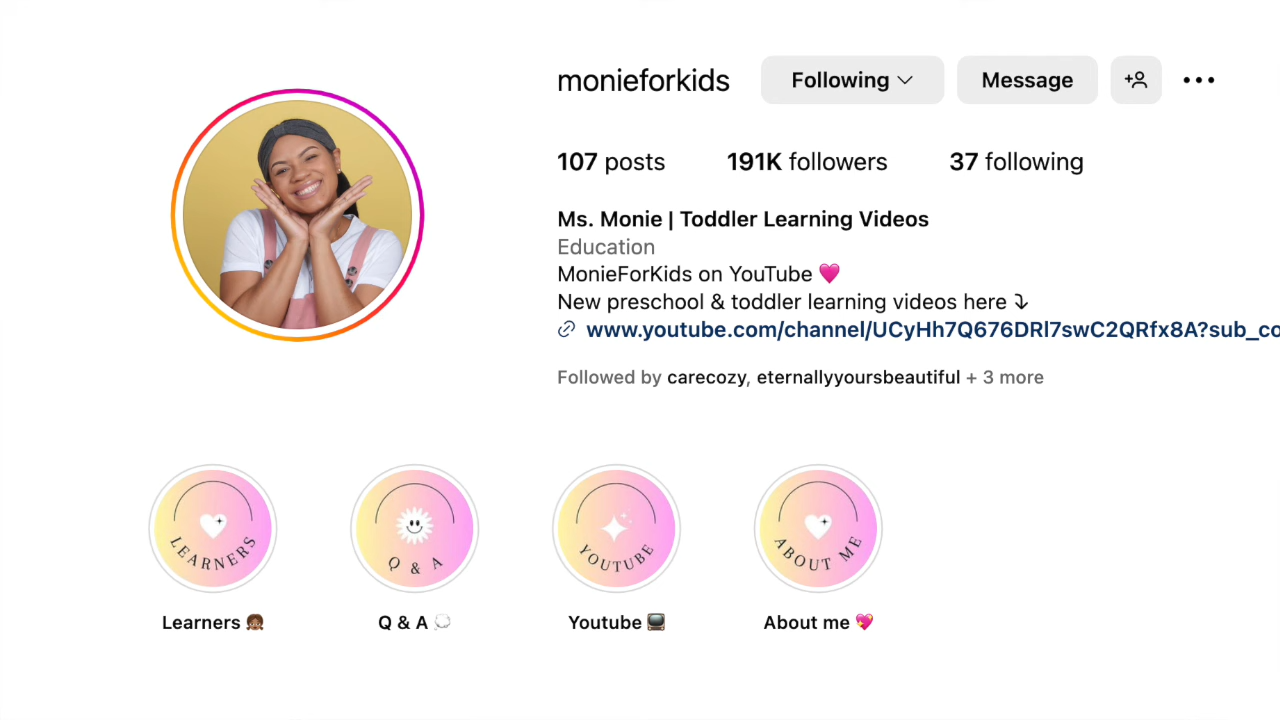 monieforkids Following Message
107 posts 191K followers 37 following
Ms. Monie | Toddler Learning Videos
Education
MonieForKids on YouTube 🩷
New preschool & toddler learning videos here ⤵
www.youtube.com/channel/UCyHh7Q676DRl7swC2QRfx8A?sub_co
Followed by carecozy, eternallyyoursbeautiful + 3 more
LEARNERS Q & A YOUTUBE ABOUT ME
Learners 👧🏾 Q & A 💭 Youtube 📺 About me 💖